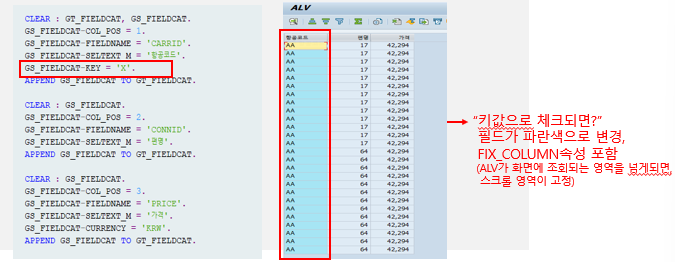 CLEAR : GT_FIELDCAT, GS_FIELDCAT.
GS_FIELDCAT-COL_POS = 1.
GS_FIELDCAT-FIELDNAME = 'CARRID'.
GS_FIELDCAT-SELTEXT_M = '항공코드'.
GS_FIELDCAT-KEY = 'X'.
APPEND GS_FIELDCAT TO GT_FIELDCAT.
CLEAR : GS_FIELDCAT.
GS_FIELDCAT-COL_POS = 2.
GS_FIELDCAT-FIELDNAME = 'CONNID'.
GS_FIELDCAT-SELTEXT_M = '편명'.
APPEND GS_FIELDCAT TO GT_FIELDCAT.
CLEAR : GS_FIELDCAT.
GS_FIELDCAT-COL_POS = 3.
GS_FIELDCAT-FIELDNAME = 'PRICE'.
GS_FIELDCAT-SELTEXT_M = '가격'.
GS_FIELDCAT-CURRENCY = 'KRW'.
APPEND GS_FIELDCAT TO GT_FIELDCAT.
ALV
항공코드 편명 가격
AA 17 42,294
AA 17 42,294
AA 17 42,294
AA 17 42,294
AA 17 42,294
AA 17 42,294
AA 17 42,294
AA 17 42,294
AA 17 42,294
AA 17 42,294
AA 17 42,294
AA 17 42,294
AA 64 42,294
AA 64 42,294
AA 64 42,294
AA 64 42,294
AA 64 42,294
AA 64 42,294
AA 64 42,294
AA 64 42,294
AA 64 42,294
AA 64 42,294
AA 64 42,294
AA 64 42,294
"키값으로 체크되면?"
필드가 파란색으로 변경,
FIX_COLUMN속성 포함
(ALV가 화면에 조회되는 영역을 넘게되면,
스크롤 영역이 고정)